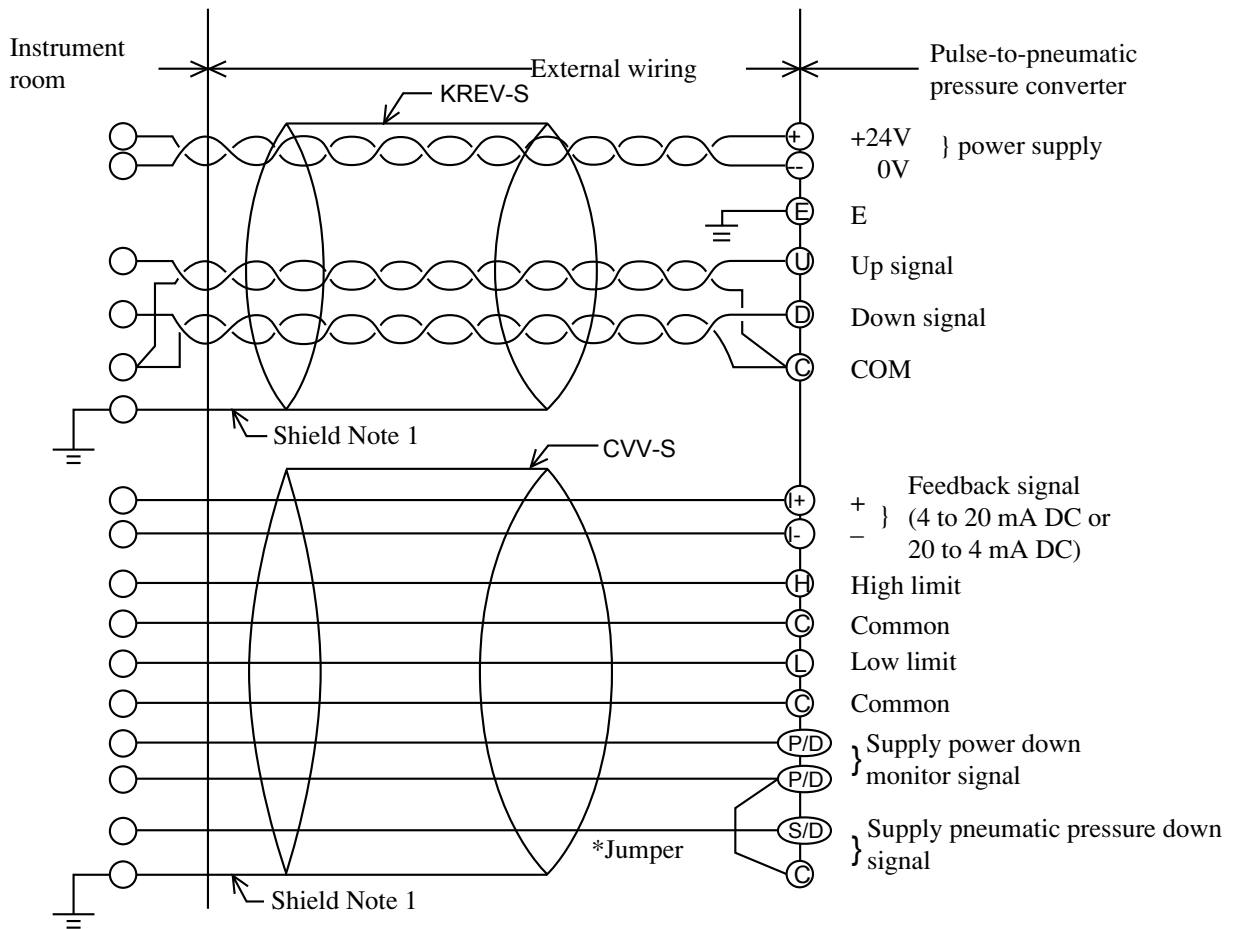 Instrument
room
External wiring
Pulse-to-pneumatic
pressure converter
KREV-S
+ +24V } power supply
-- 0V
E E
U Up signal
D Down signal
C COM
Shield Note 1
CVV-S
I+ + } Feedback signal
I- – (4 to 20 mA DC or
20 to 4 mA DC)
H High limit
C Common
L Low limit
C Common
P/D } Supply power down
P/D monitor signal
S/D } Supply pneumatic pressure down
*Jumper
C signal
Shield Note 1